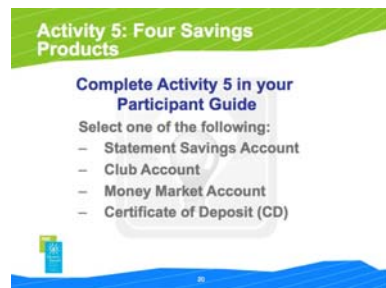 Activity 5: Four Savings
Products
Complete Activity 5 in your
Participant Guide
Select one of the following:
– Statement Savings Account
– Club Account
– Money Market Account
– Certificate of Deposit (CD)